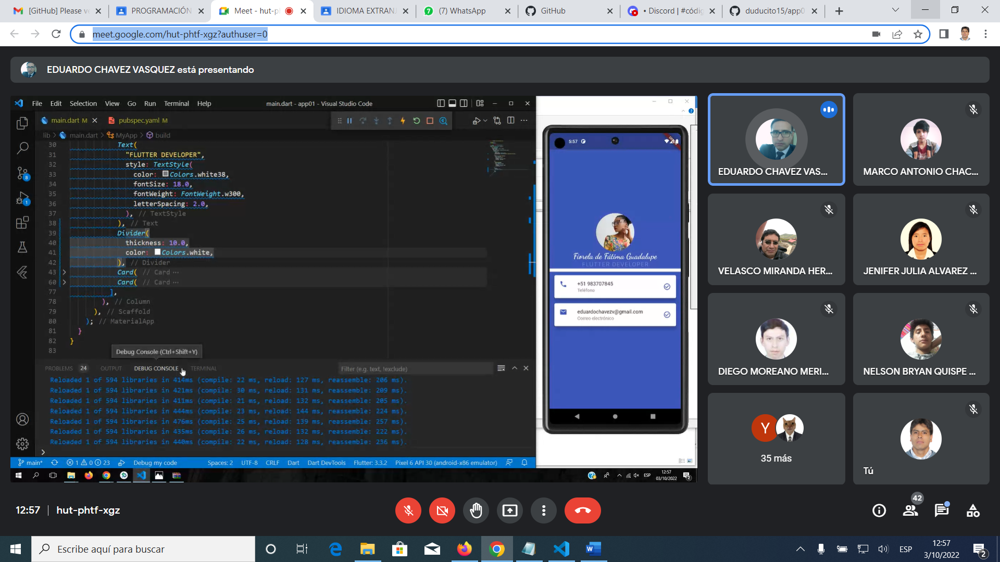 [GitHub] Please ve
PROGRAMACIÓN
Meet - hut-p
IDIOMA EXTRAN
(7) WhatsApp
GitHub
• Discord | #códig
duducito15/app0
meet.google.com/hut-phtf-xgz?authuser=0
EDUARDO CHAVEZ VASQUEZ está presentando
File Edit Selection View Go Run Terminal Help
main.dart - app01 - Visual Studio Code
main.dart M
pubspec.yaml M
lib > main.dart > MyApp > build
30 Text(
31 "FLUTTER DEVELOPER",
32 style: TextStyle(
33 color: Colors.white38,
34 fontSize: 18.0,
35 fontWeight: FontWeight.w300,
36 letterSpacing: 2.0,
37 ), // TextStyle
38 ), // Text
39 Divider(
40 thickness: 10.0,
41 color: Colors.white,
42 ), // Divider
43 Card( // Card ···
60 Card( // Card ···
77 ],
78 ), // Column
79 ), // Scaffold
80 ); // MaterialApp
81 }
82 }
83
Debug Console (Ctrl+Shift+Y)
PROBLEMS 24 OUTPUT DEBUG CONSOLE TERMINAL
Filter (e.g. text, !exclude)
Reloaded 1 of 594 libraries in 414ms (compile: 22 ms, reload: 127 ms, reassemble: 206 ms).
Reloaded 1 of 594 libraries in 421ms (compile: 30 ms, reload: 131 ms, reassemble: 209 ms).
Reloaded 1 of 594 libraries in 411ms (compile: 21 ms, reload: 132 ms, reassemble: 205 ms).
Reloaded 1 of 594 libraries in 444ms (compile: 23 ms, reload: 144 ms, reassemble: 224 ms).
Reloaded 1 of 594 libraries in 476ms (compile: 25 ms, reload: 139 ms, reassemble: 257 ms).
Reloaded 1 of 594 libraries in 435ms (compile: 26 ms, reload: 132 ms, reassemble: 222 ms).
Reloaded 1 of 594 libraries in 440ms (compile: 22 ms, reload: 128 ms, reassemble: 236 ms).
8
1
main* 1 0 23 Debug my code
Spaces: 2 UTF-8 CRLF Dart Dart DevTools Flutter: 3.3.2 Pixel 6 API 30 (android-x86 emulator)
ESP
12:57
03/10/2022
2
5:57
Fiorela de Fátima Guadalupe
FLUTTER DEVELOPER
+51 983707845
Teléfono
eduardochavezv@gmail.com
Correo electrónico
EDUARDO CHAVEZ VAS...
MARCO ANTONIO CHAC...
VELASCO MIRANDA HER...
JENIFER JULIA ALVAREZ ...
DIEGO MOREANO MERI...
NELSON BRYAN QUISPE ...
Y
35 más
Tú
12:57 | hut-phtf-xgz
42
Escribe aquí para buscar
ESP
12:57
3/10/2022
2